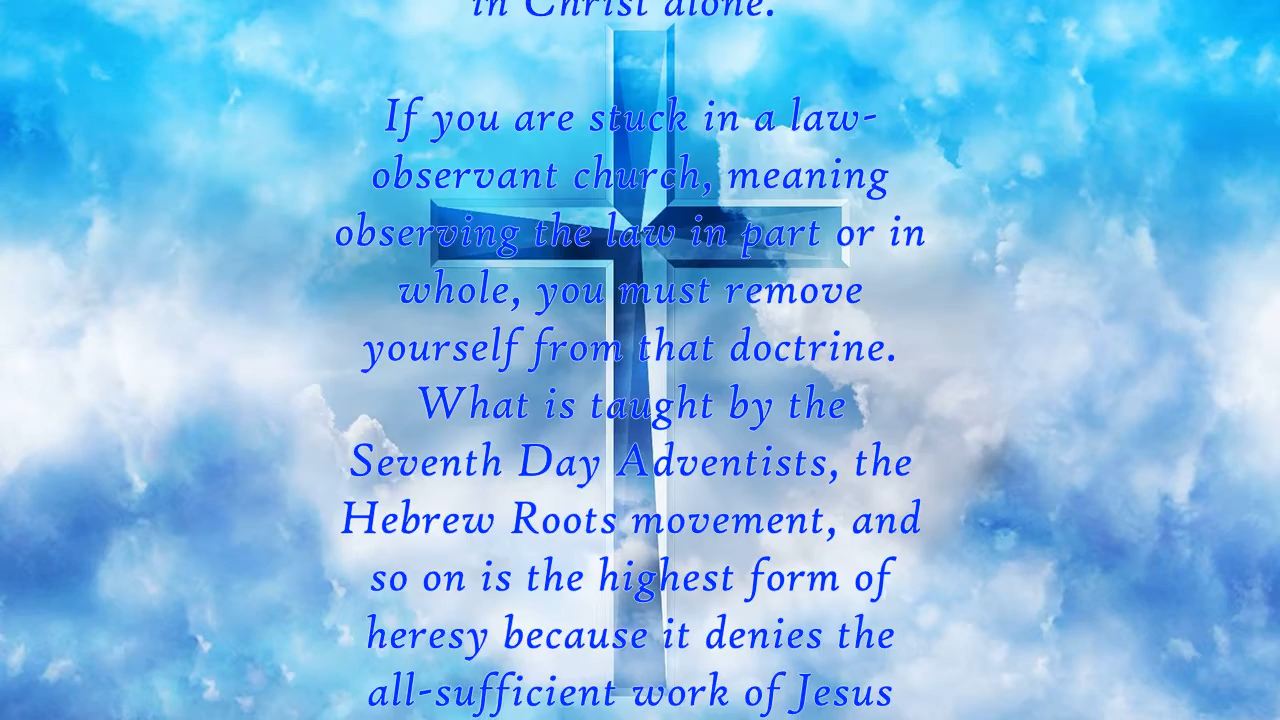 in Christ alone.
If you are stuck in a law-
observant church, meaning
observing the law in part or in
whole, you must remove
yourself from that doctrine.
What is taught by the
Seventh Day Adventists, the
Hebrew Roots movement, and
so on is the highest form of
heresy because it denies the
all-sufficient work of Jesus